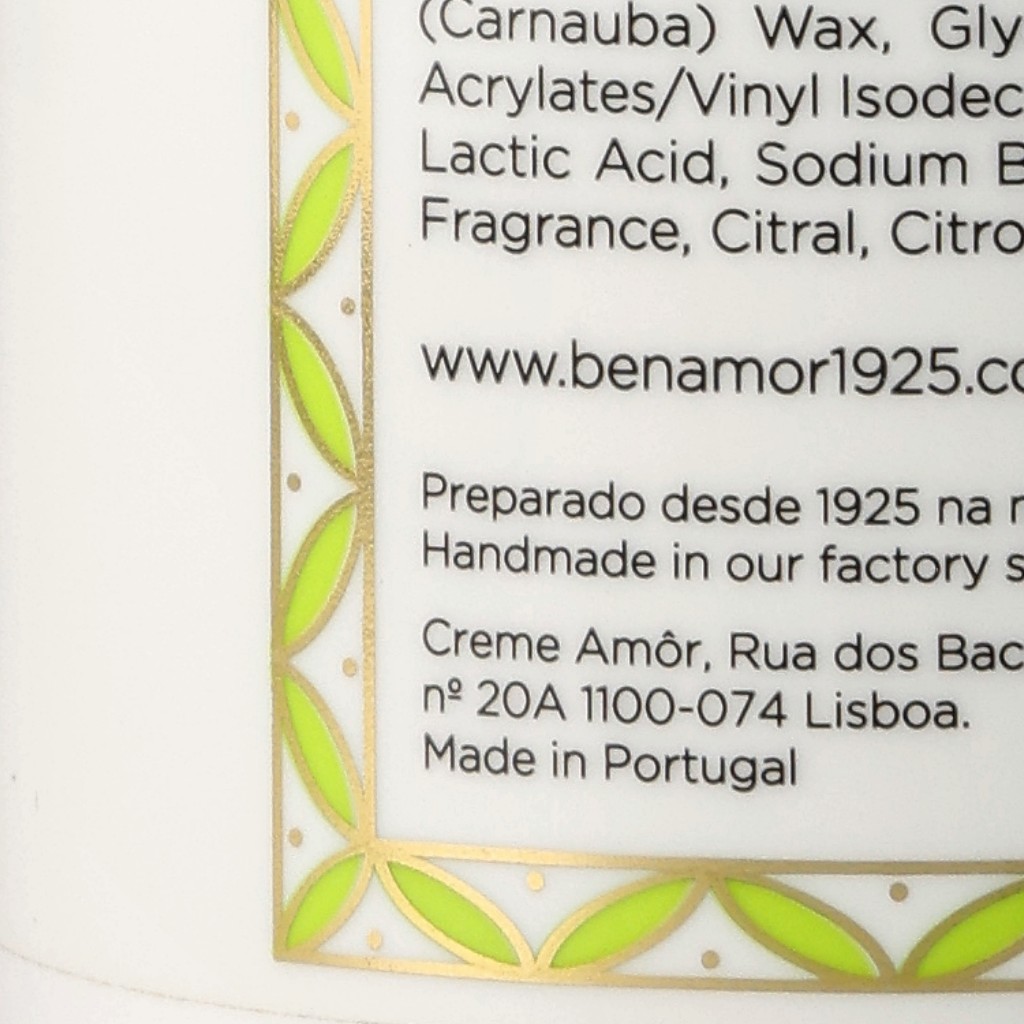 (Carnauba) Wax, Gly
Acrylates/Vinyl Isodec
Lactic Acid, Sodium B
Fragrance, Citral, Citro
www.benamor1925.co
Preparado desde 1925 na n
Handmade in our factory s
Creme Amôr, Rua dos Bac
nº 20A 1100-074 Lisboa.
Made in Portugal